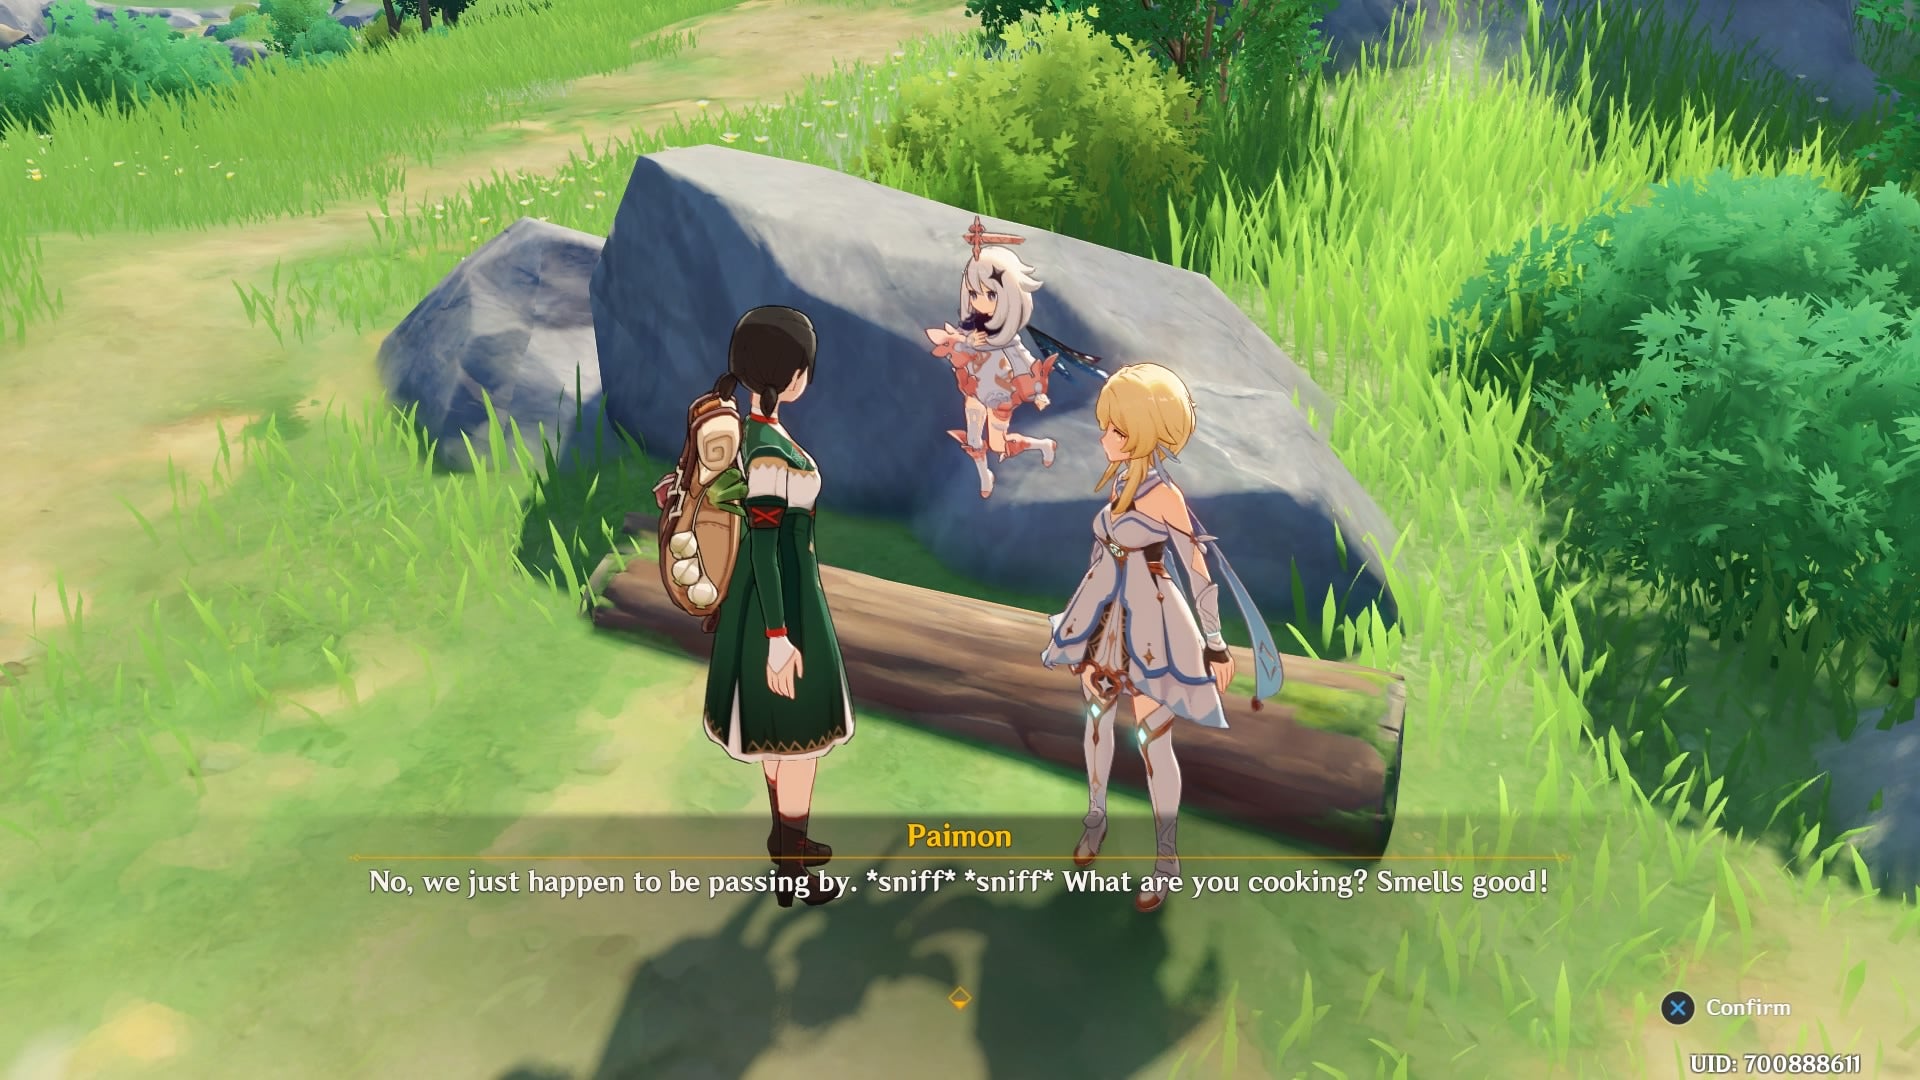 Paimon
No, we just happen to be passing by. *sniff* *sniff* What are you cooking? Smells good!
Confirm
UID: 700888611